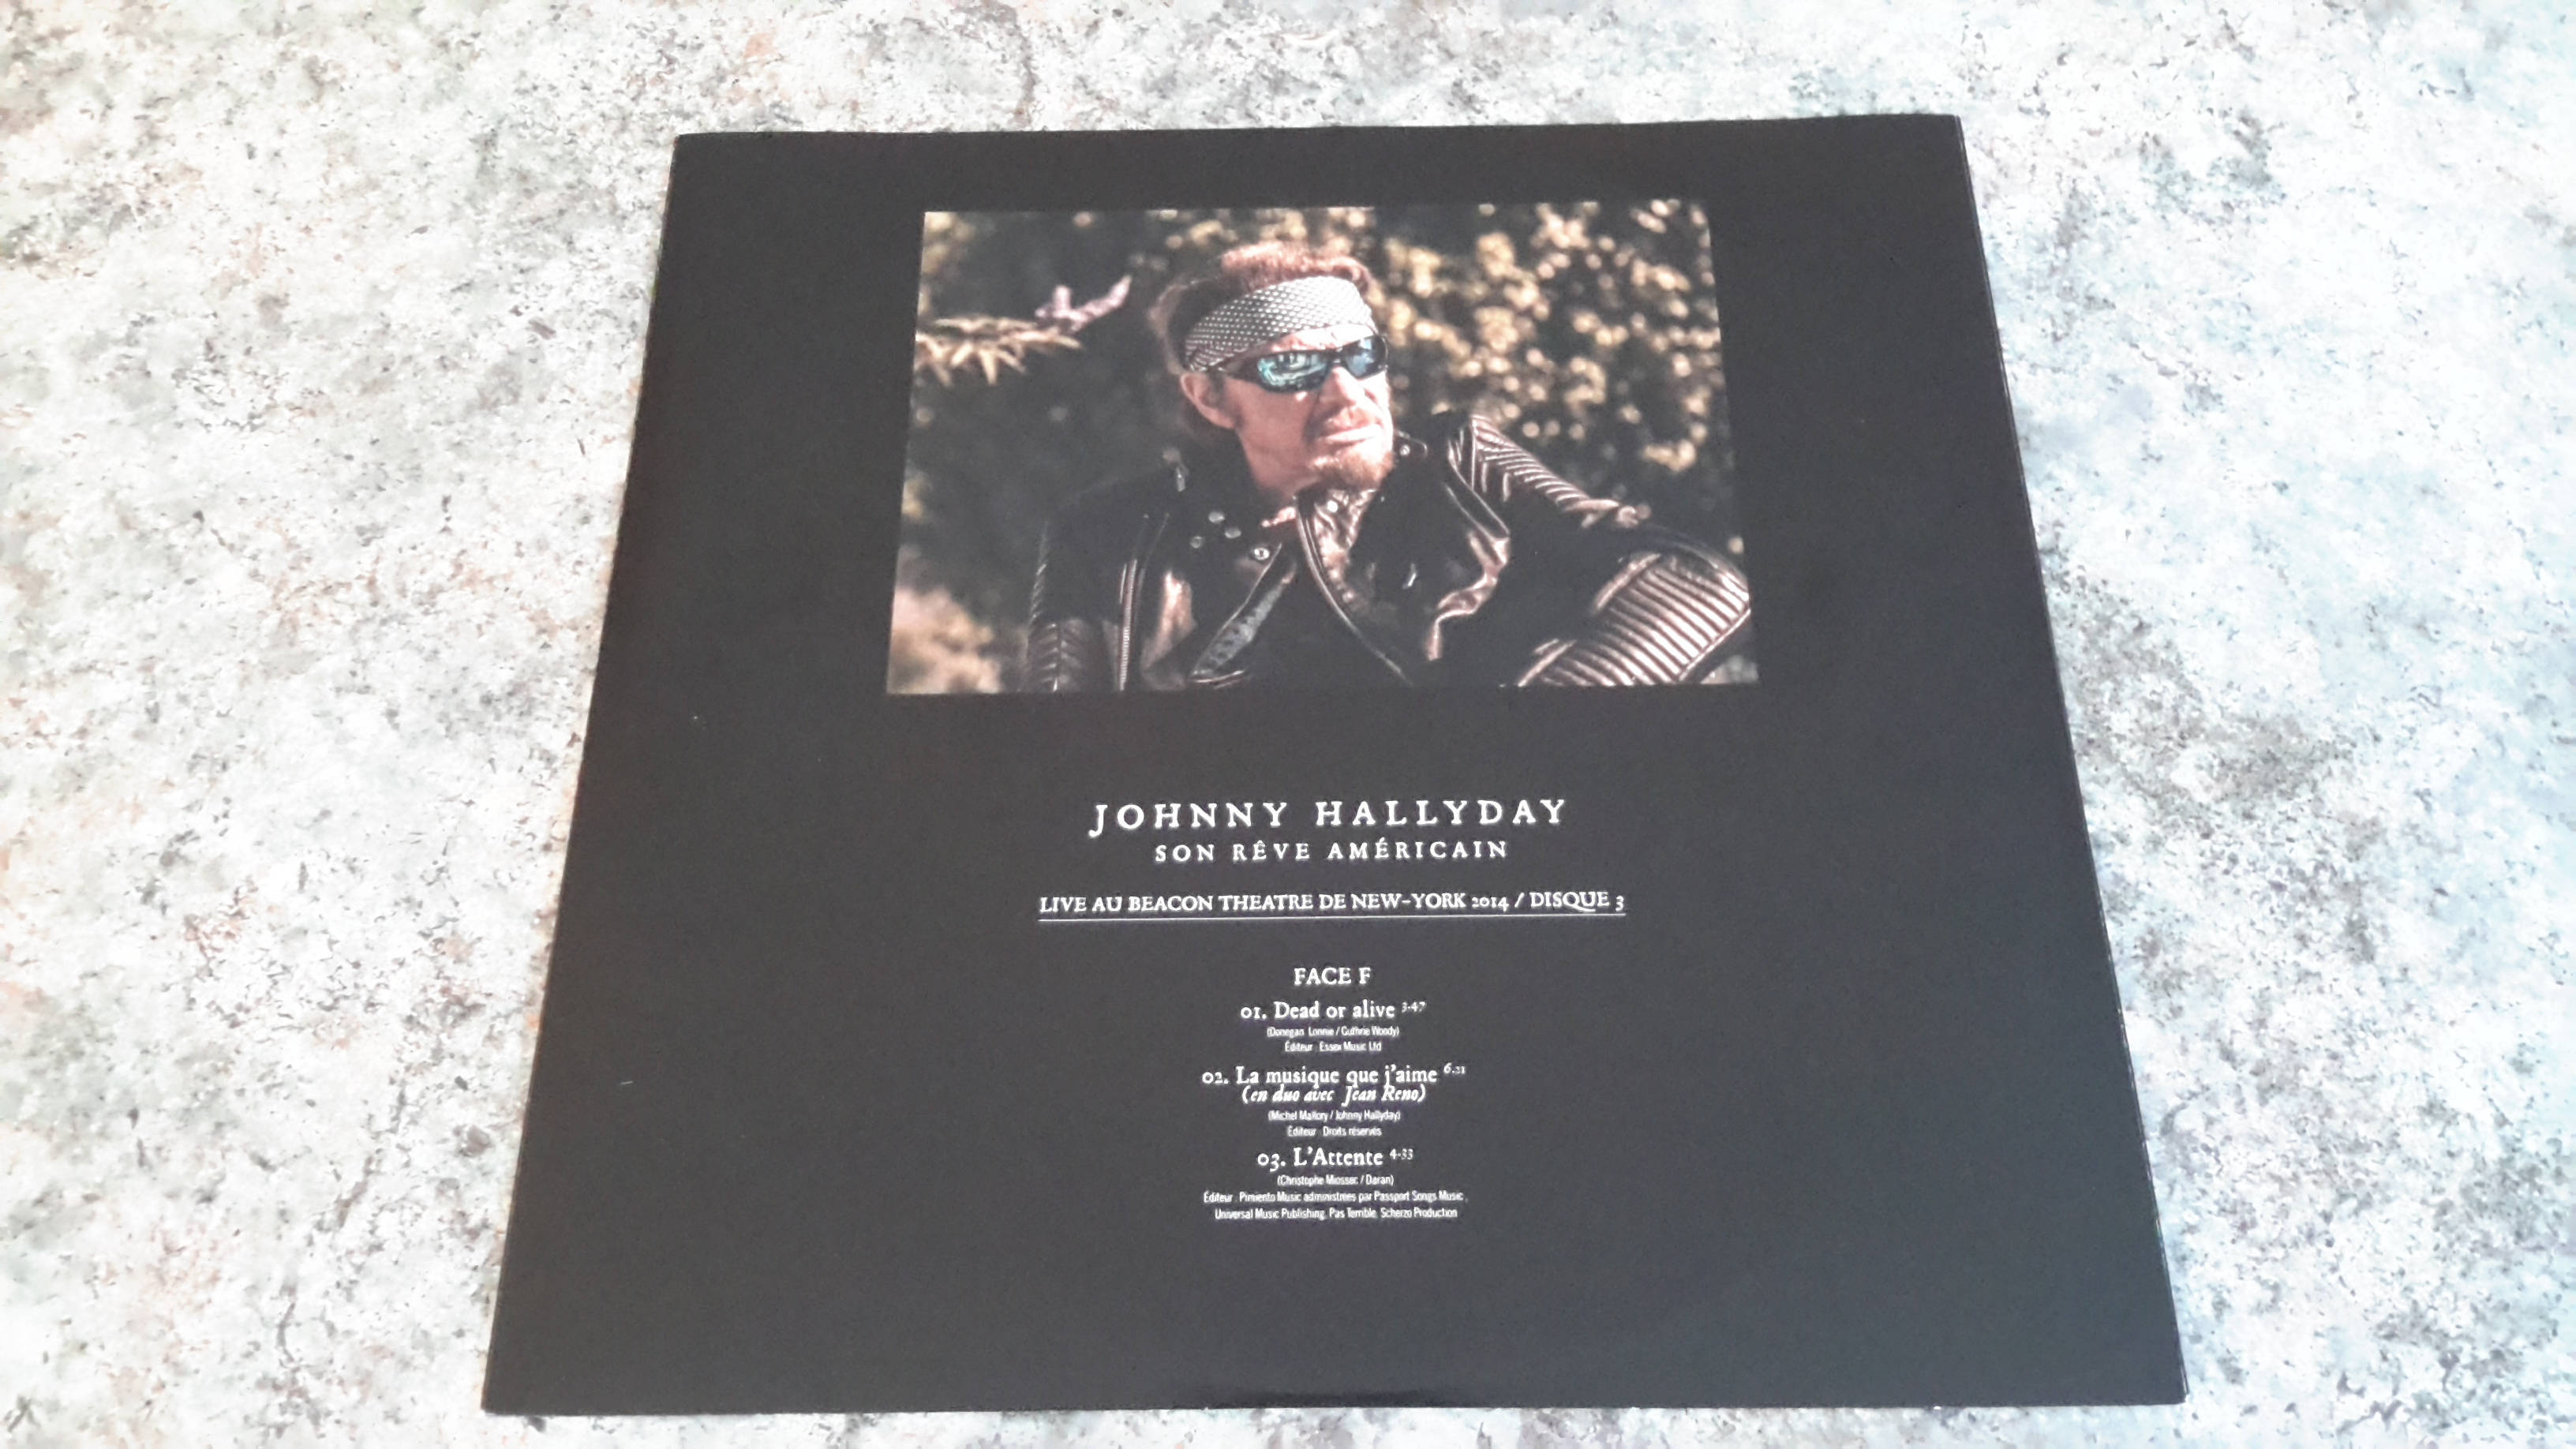 JOHNNY HALLYDAY
SON RÊVE AMÉRICAIN
LIVE AU BEACON THEATRE DE NEW-YORK 2014 / DISQUE 3
FACE F
01. Dead or alive 3:47
(Donegan Lonnie / Guthrie Woody)
Éditeur : Essex Music Ltd
02. La musique que j'aime 6:21
(en duo avec Jean Reno)
(Michel Mallory / Johnny Hallyday)
Éditeur : Droits réservés
03. L'Attente 4:33
(Christophe Miossec / Daran)
Éditeur : Pimiento Music administrées par Passport Songs Music,
Universal Music Publishing, Pas Terrible, Scherzo Production